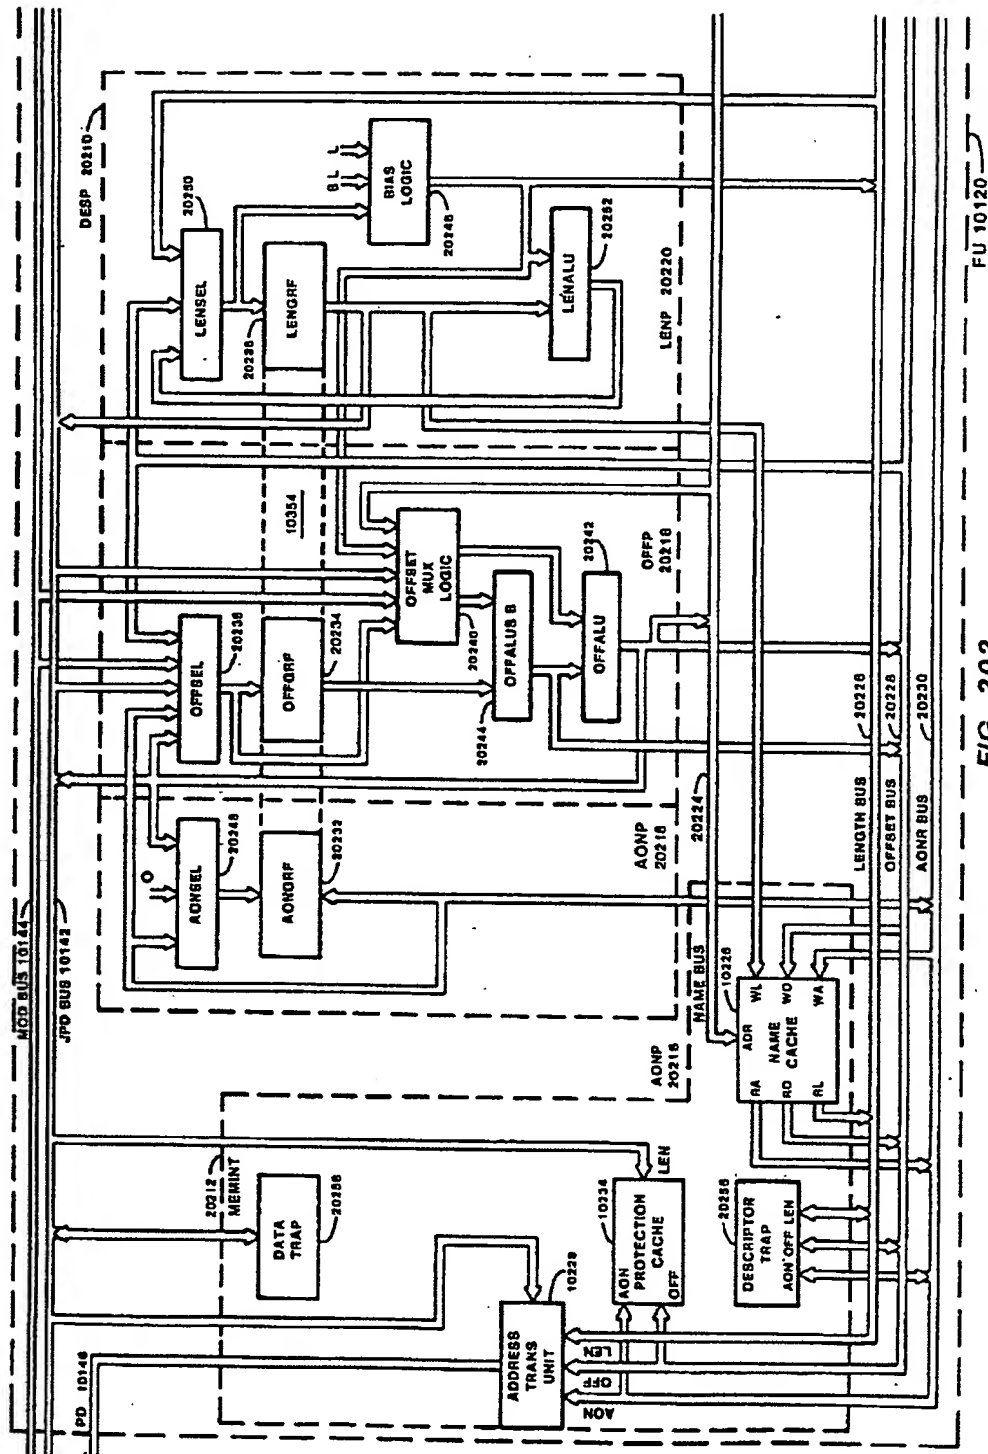 MOD BUS 10144
JPD BUS 10142
PD 10146
DESP 20210
20212
MEMINT
DATA
TRAP
20258
ADDRESS
TRANS
UNIT
10228
AON
OFF
LEN
AON
PROTECTION
CACHE
OFF
LEN
10234
DESCRIPTOR
TRAP
AON OFF LEN
20256
AONP
20216
NAME BUS
20224
ADR
NAME
CACHE
RA
RO
RL
WL
WO
WA
10226
LENGTH BUS
20226
OFFSET BUS
20228
AONR BUS
20230
AONSEL
20248
O
AONGRF
20232
AONP
20216
OFFSEL
20238
OFFGRF
20234
10354
OFFSET
MUX
LOGIC
20240
OFFALUS B
20244
OFFALU
20242
OFFP
20218
LENSEL
20250
LENGRF
20236
BIAS
LOGIC
20246
BL
L
LENALU
20252
LENP 20220
FU 10120
FIG 202